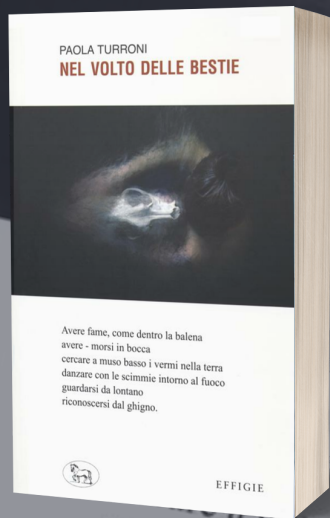 PAOLA TURRONI
NEL VOLTO DELLE BESTIE
Avere fame, come dentro la balena
avere - morsi in bocca
cercare a muso basso i vermi nella terra
danzare con le scimmie intorno al fuoco
guardarsi da lontano
riconoscersi dal ghigno.
EFFIGIE